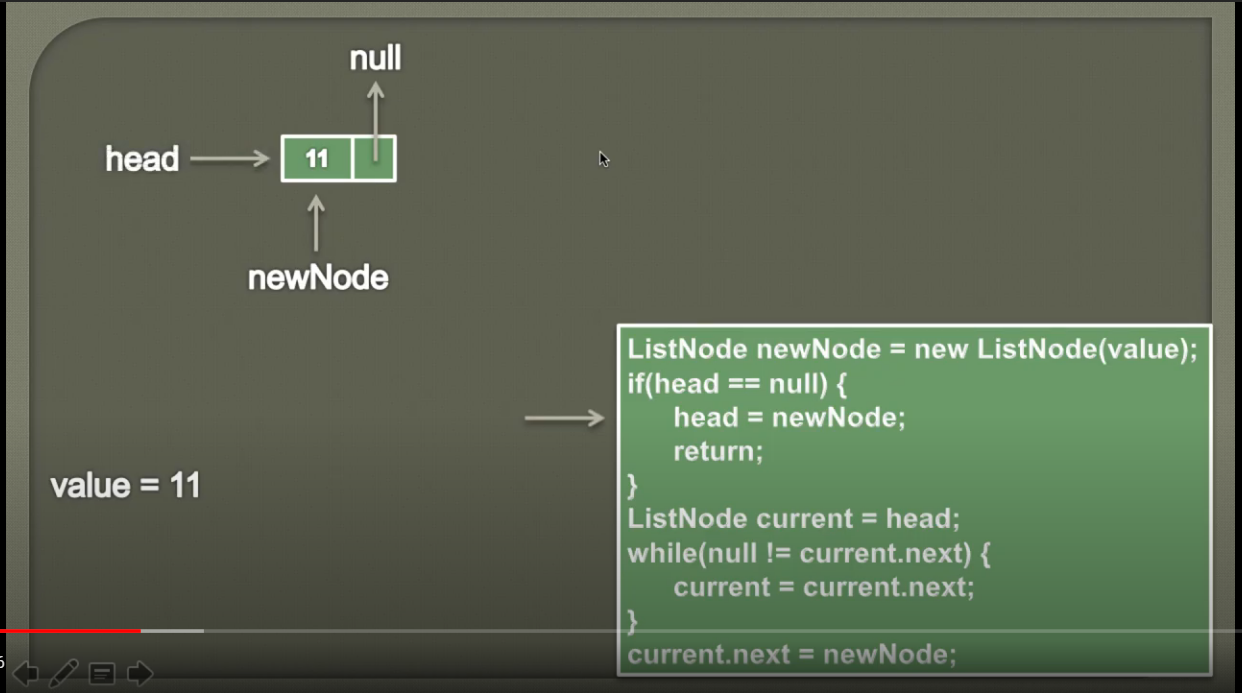 null
head
11
newNode
value = 11
ListNode newNode = new ListNode(value);
if(head == null) {
head = newNode;
return;
}
ListNode current = head;
while(null != current.next) {
current = current.next;
}
current.next = newNode;